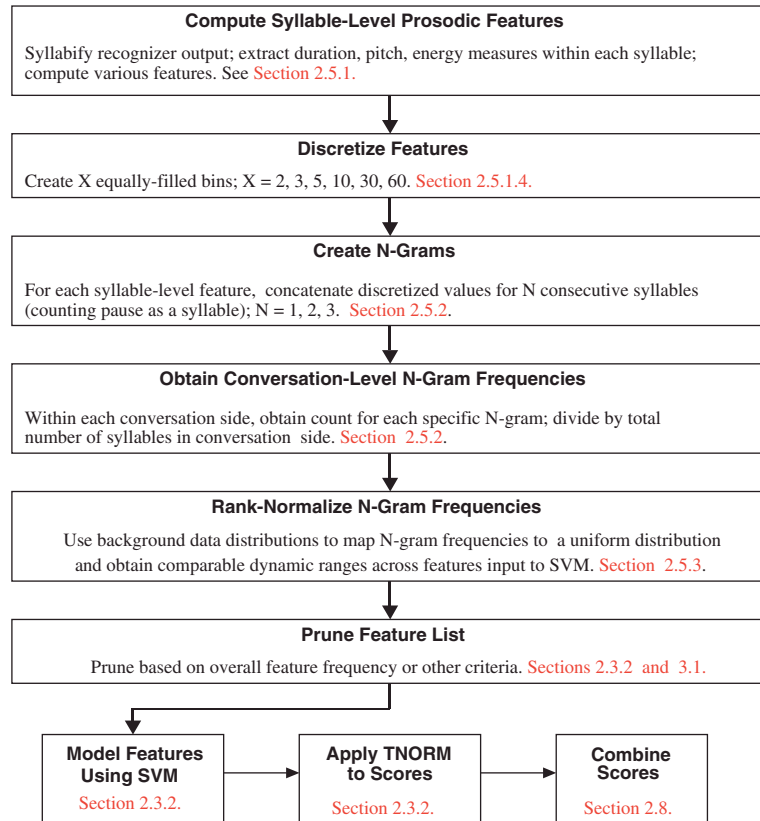 Compute Syllable-Level Prosodic Features
Syllabify recognizer output; extract duration, pitch, energy measures within each syllable;
compute various features. See Section 2.5.1.
Discretize Features
Create X equally-filled bins; X = 2, 3, 5, 10, 30, 60. Section 2.5.1.4.
Create N-Grams
For each syllable-level feature, concatenate discretized values for N consecutive syllables
(counting pause as a syllable); N = 1, 2, 3. Section 2.5.2.
Obtain Conversation-Level N-Gram Frequencies
Within each conversation side, obtain count for each specific N-gram; divide by total
number of syllables in conversation side. Section 2.5.2.
Rank-Normalize N-Gram Frequencies
Use background data distributions to map N-gram frequencies to a uniform distribution
and obtain comparable dynamic ranges across features input to SVM. Section 2.5.3.
Prune Feature List
Prune based on overall feature frequency or other criteria. Sections 2.3.2 and 3.1.
Model Features
Using SVM
Section 2.3.2.
Apply TNORM
to Scores
Section 2.3.2.
Combine
Scores
Section 2.8.